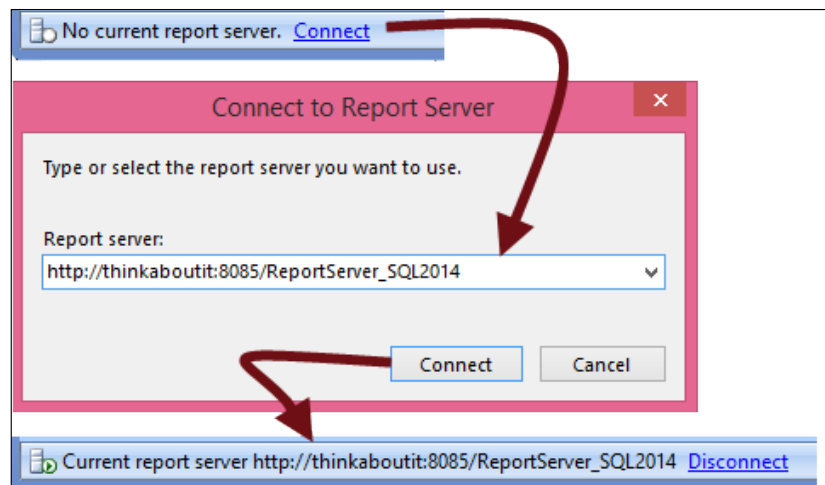 No current report server. Connect
Connect to Report Server
Type or select the report server you want to use.
Report server:
http://thinkaboutit:8085/ReportServer_SQL2014
Connect Cancel
Current report server http://thinkaboutit:8085/ReportServer_SQL2014 Disconnect